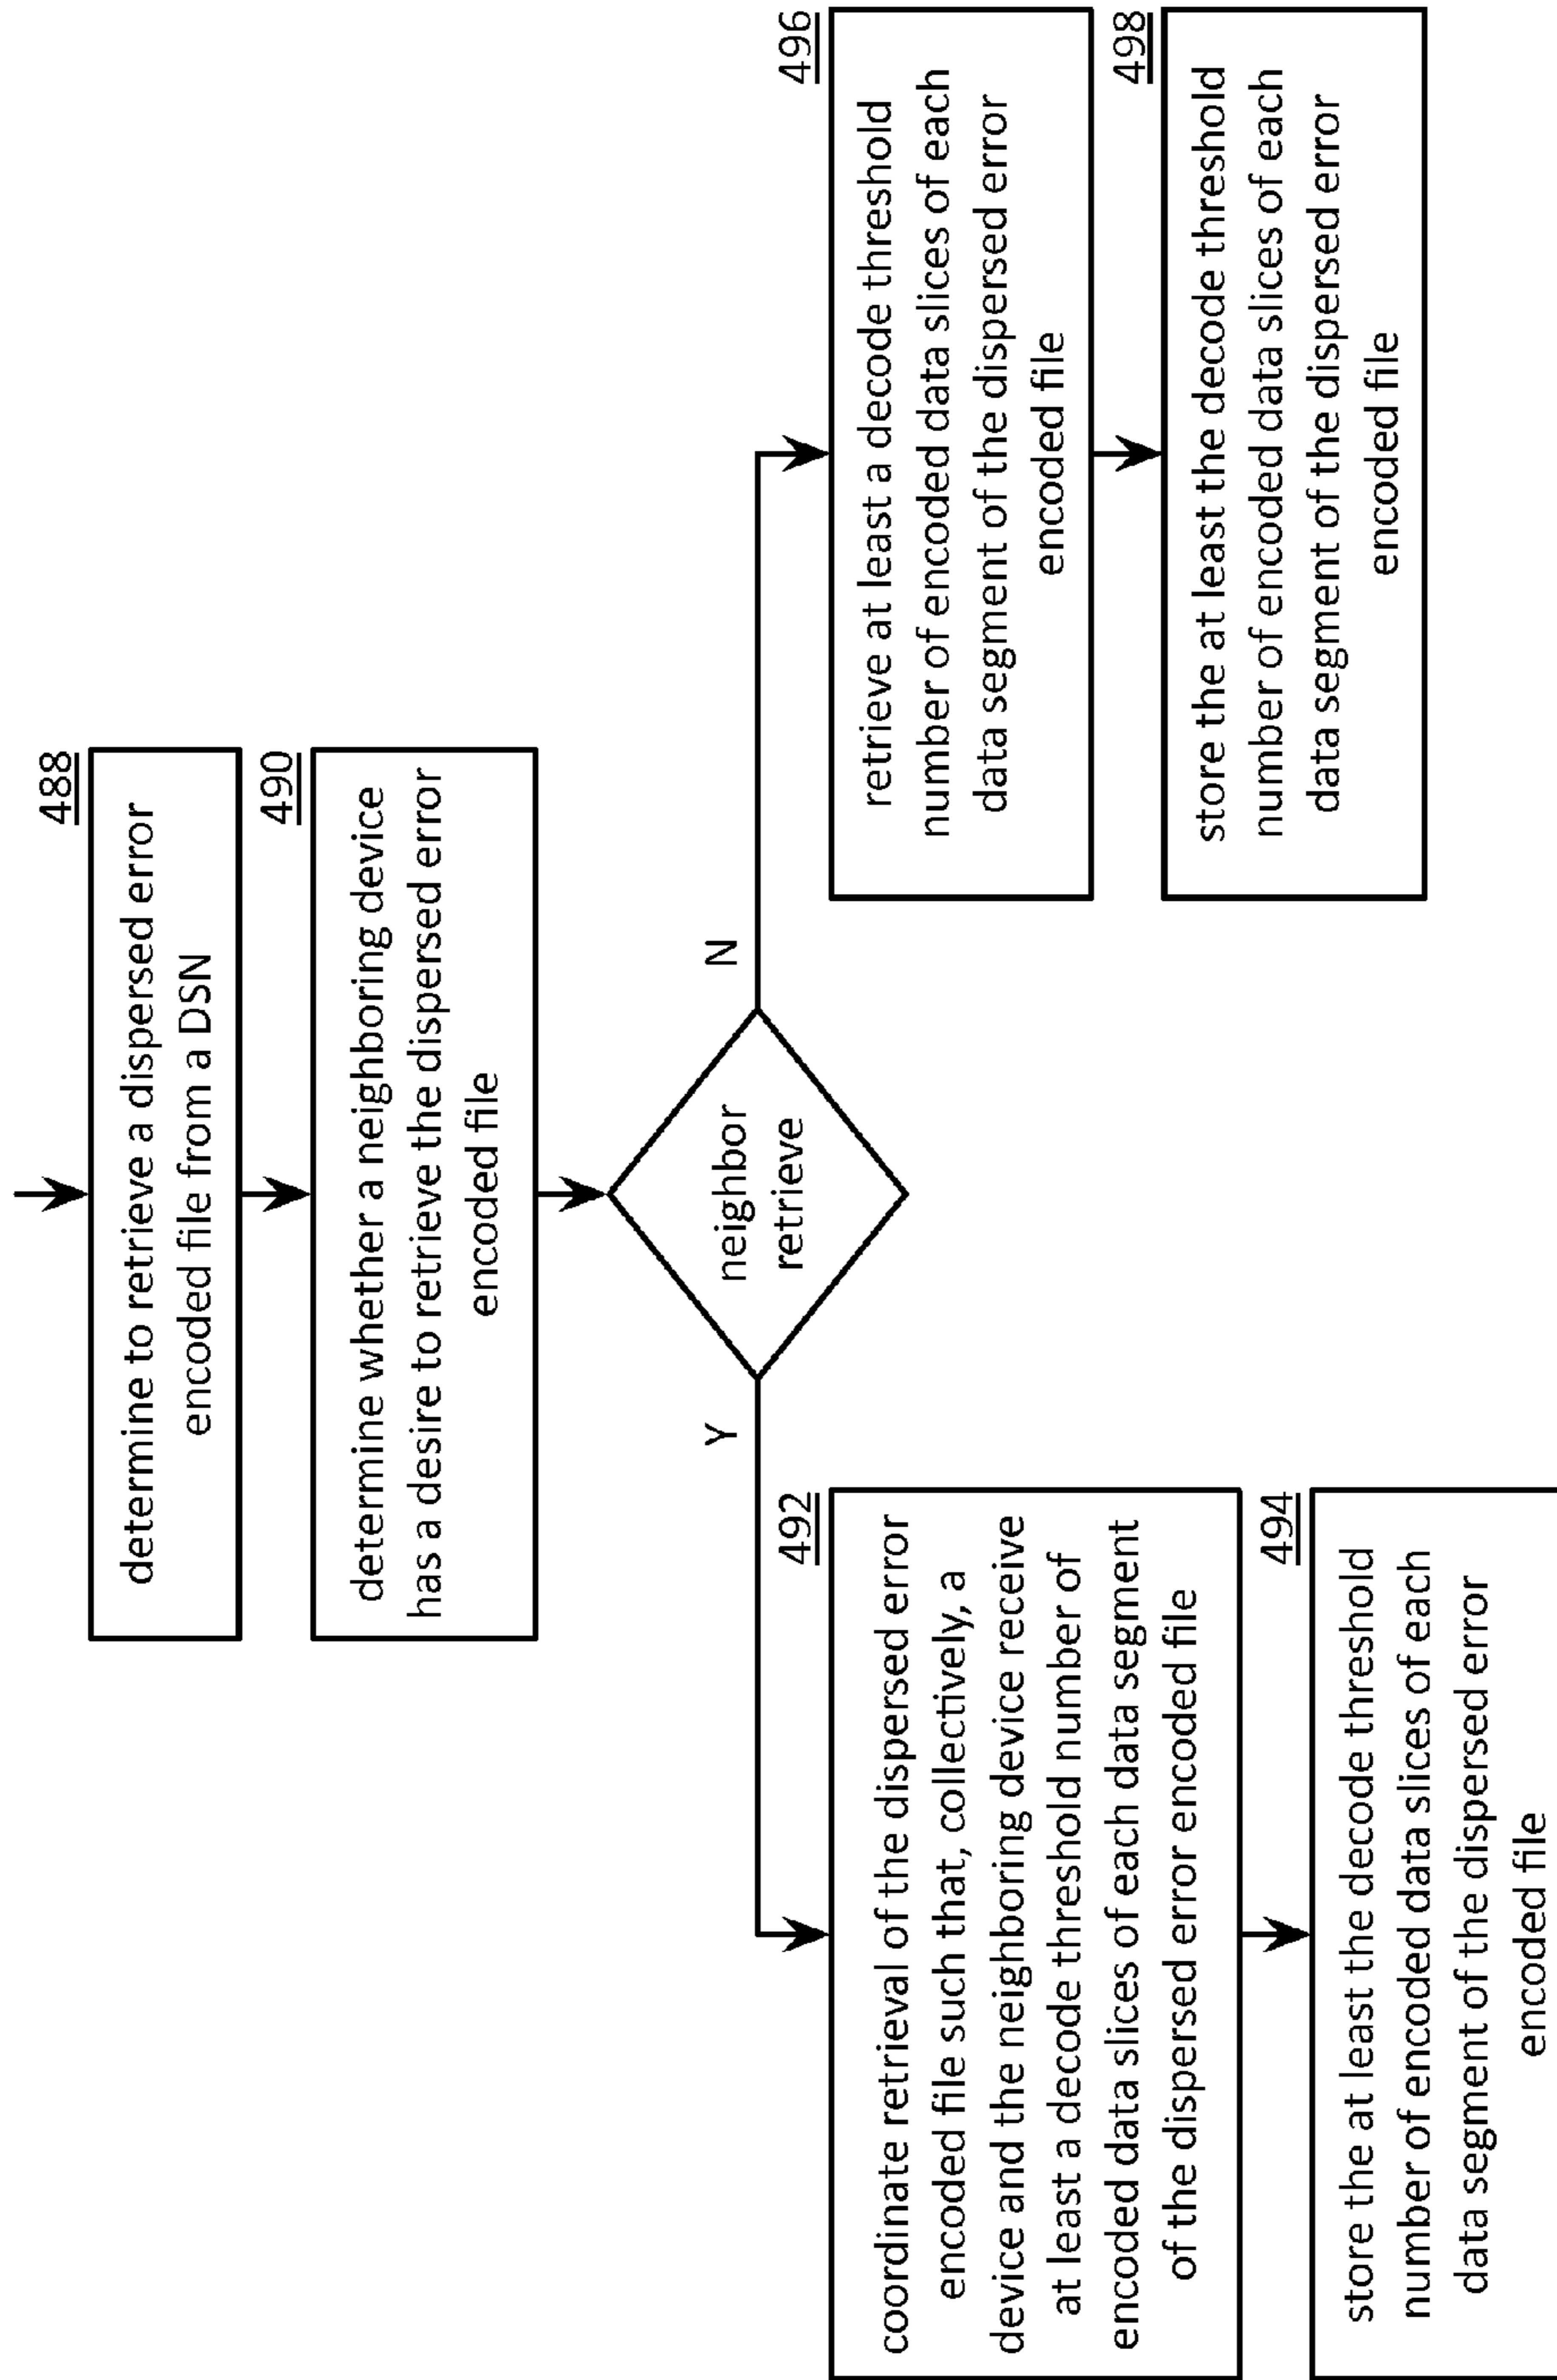 488
determine to retrieve a dispersed error
encoded file from a DSN
490
determine whether a neighboring device
has a desire to retrieve the dispersed error
encoded file
neighbor
retrieve
Y
N
492
coordinate retrieval of the dispersed error
encoded file such that, collectively, a
device and the neighboring device receive
at least a decode threshold number of
encoded data slices of each data segment
of the dispersed error encoded file
494
store the at least the decode threshold
number of encoded data slices of each
data segment of the dispersed error
encoded file
496
retrieve at least a decode threshold
number of encoded data slices of each
data segment of the dispersed error
encoded file
498
store the at least the decode threshold
number of encoded data slices of each
data segment of the dispersed error
encoded file